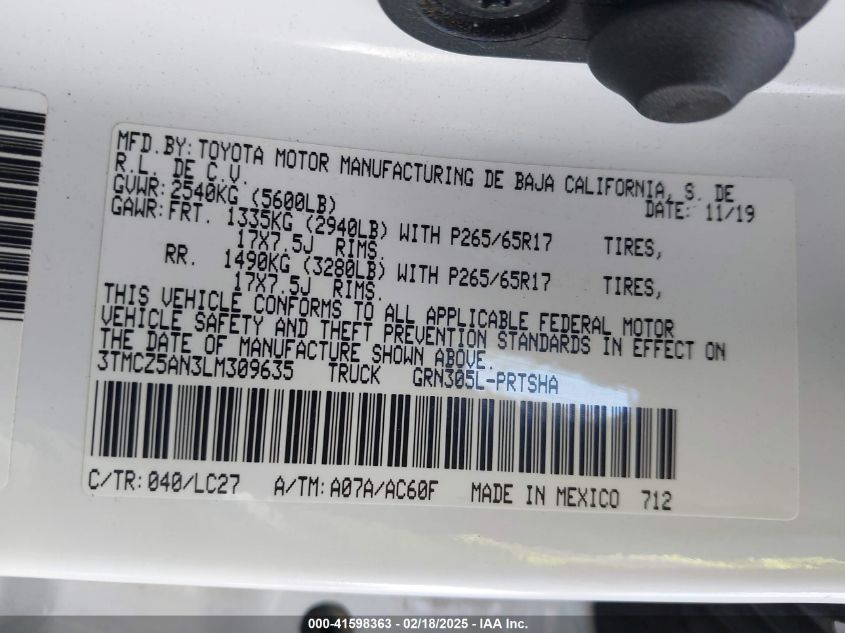 MFD.BY: TOYOTA MOTOR MANUFACTURING DE BAJA CALIFORNIA, S. DE
R.L. DE C.V. DATE: 11/19
GVWR: 2540KG (5600LB)
GAWR: FRT. 1335KG (2940LB) WITH P265/65R17 TIRES,
17X7.5J RIMS.
RR. 1490KG (3280LB) WITH P265/65R17 TIRES,
17X7.5J RIMS.
THIS VEHICLE CONFORMS TO ALL APPLICABLE FEDERAL MOTOR
VEHICLE SAFETY AND THEFT PREVENTION STANDARDS IN EFFECT ON
THE DATE OF MANUFACTURE SHOWN ABOVE.
3TMCZ5AN3LM309635 TRUCK GRN305L-PRTSHA
C/TR: 040/LC27 A/TM: A07A/AC60F MADE IN MEXICO 712
000-41598363 - 02/18/2025 - IAA Inc.